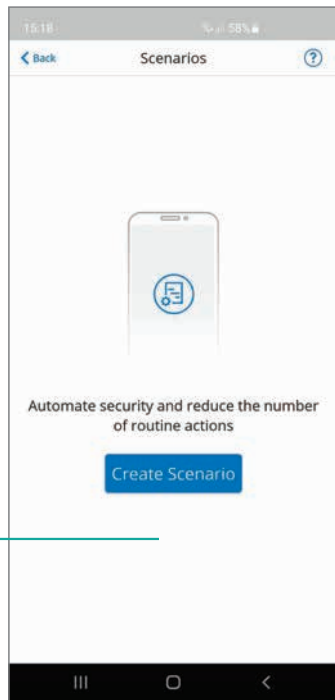 15:18 58%
Back Scenarios ?
Automate security and reduce the number
of routine actions
Create Scenario